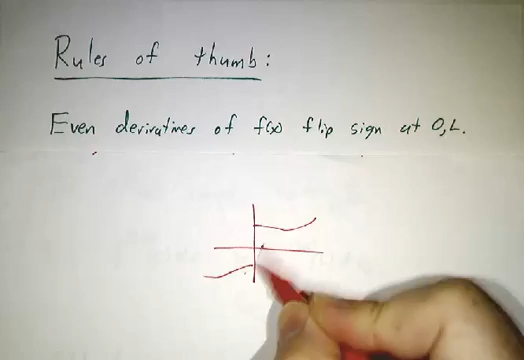 Rules of thumb:
Even derivatives of f(x) flip sign at 0, L.